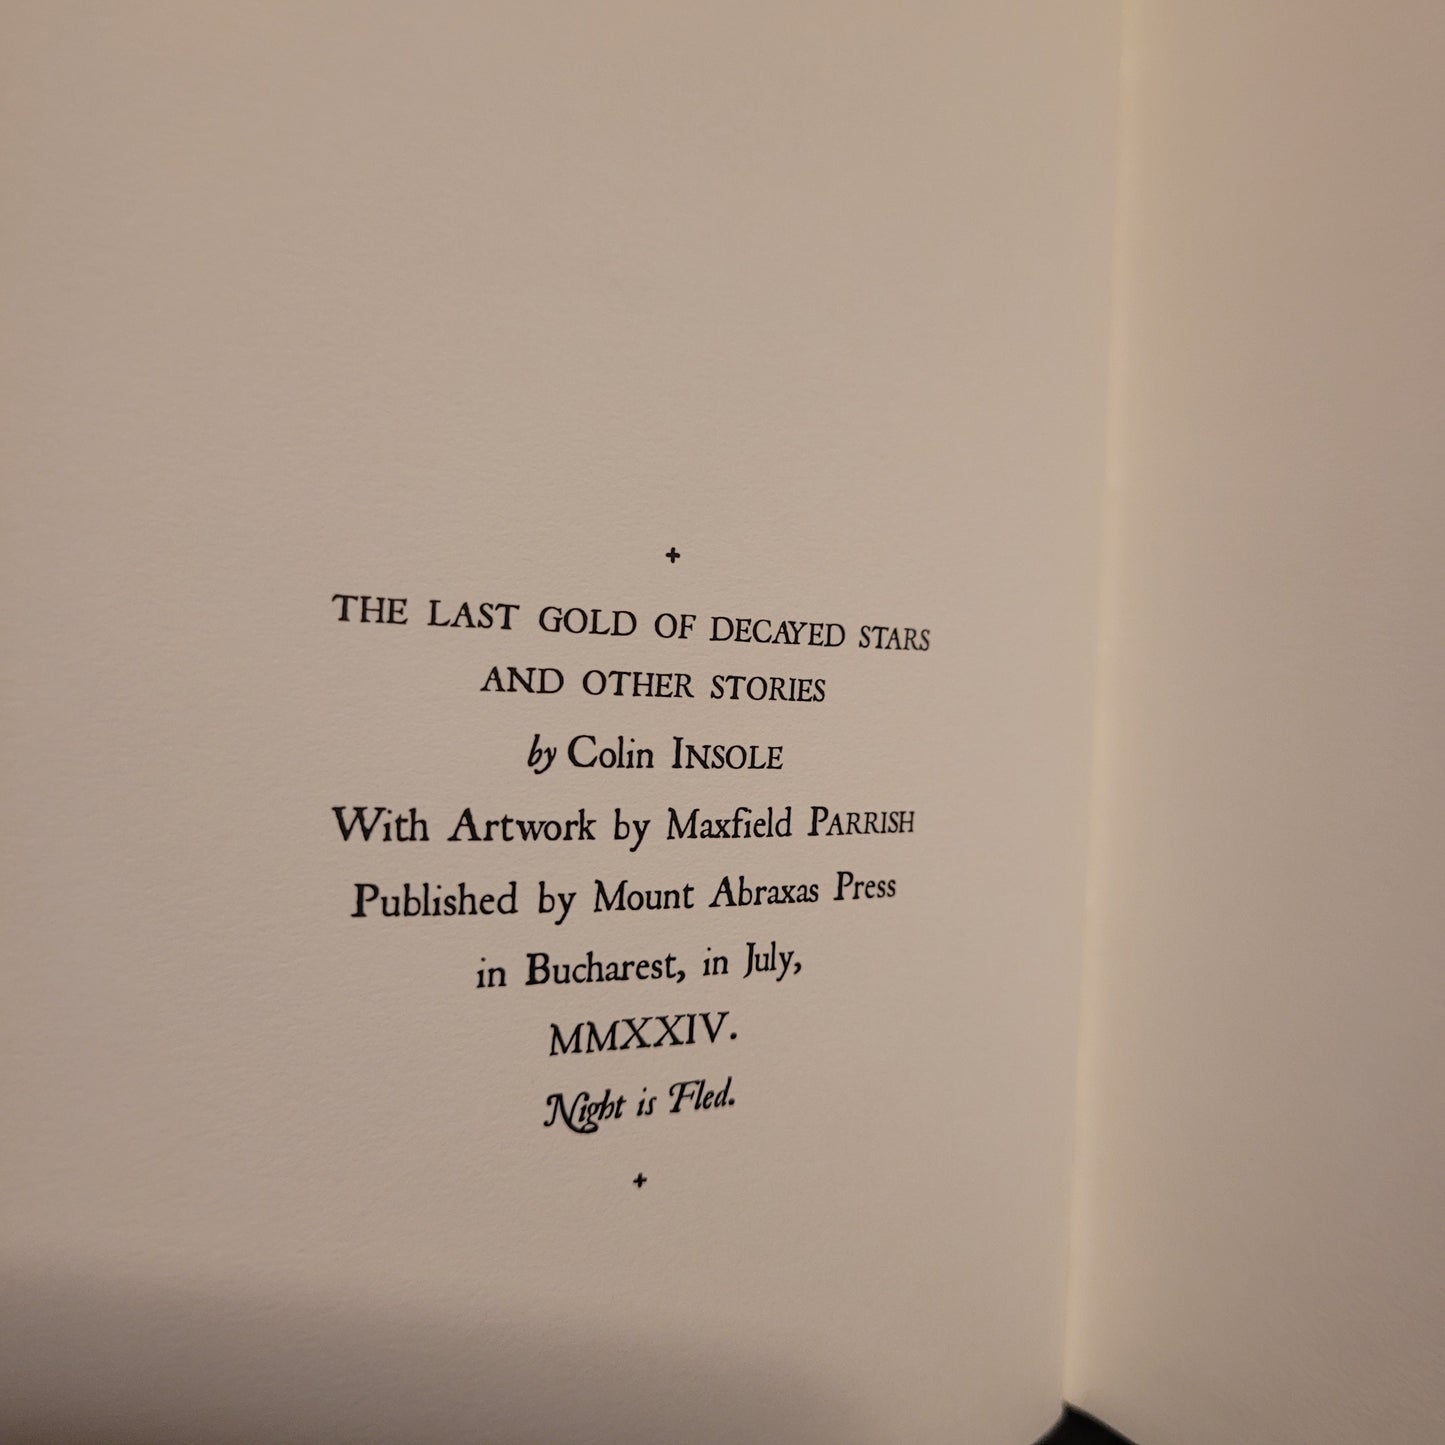 +
THE LAST GOLD OF DECAYED STARS
AND OTHER STORIES
by Colin INSOLE
With Artwork by Maxfield PARRISH
Published by Mount Abraxas Press
in Bucharest, in July,
MMXXIV.
Night is Fled.
+